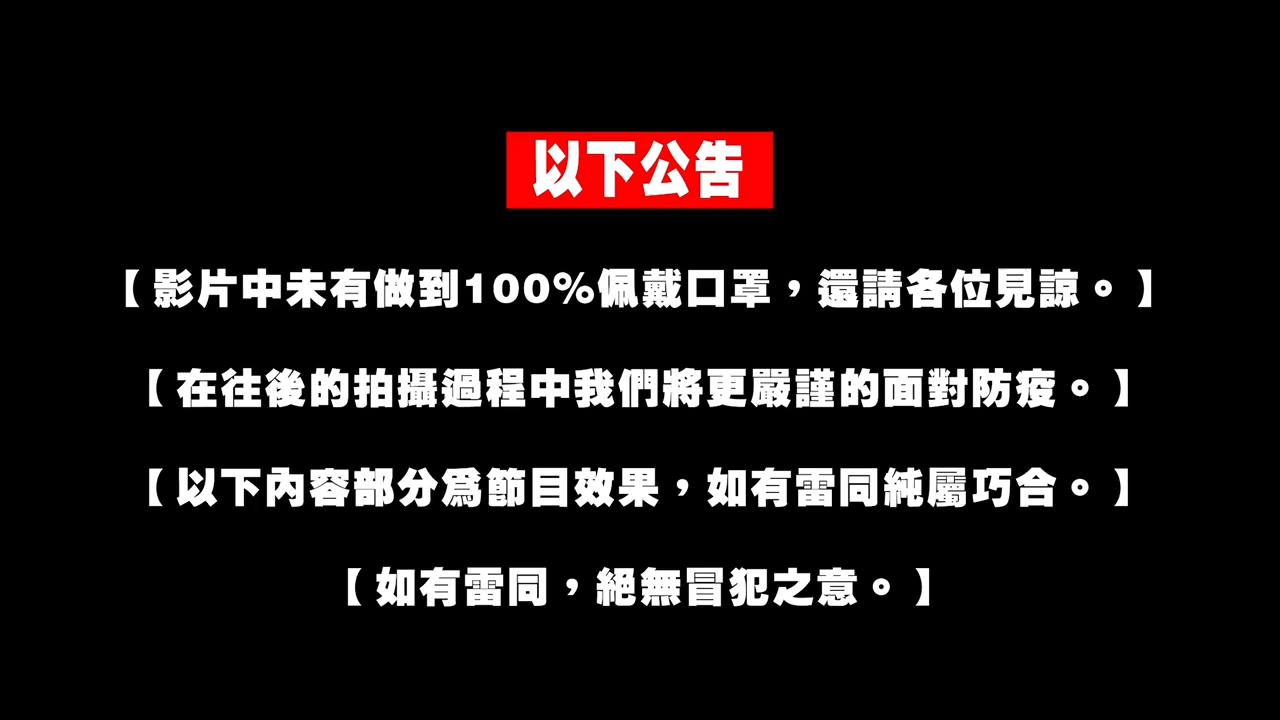 以下公告
【影片中未有做到100%佩戴口罩，還請各位見諒。】
【在往後的拍攝過程中我們將更嚴謹的面對防疫。】
【以下內容部分爲節目效果，如有雷同純屬巧合。】
【如有雷同，絕無冒犯之意。】